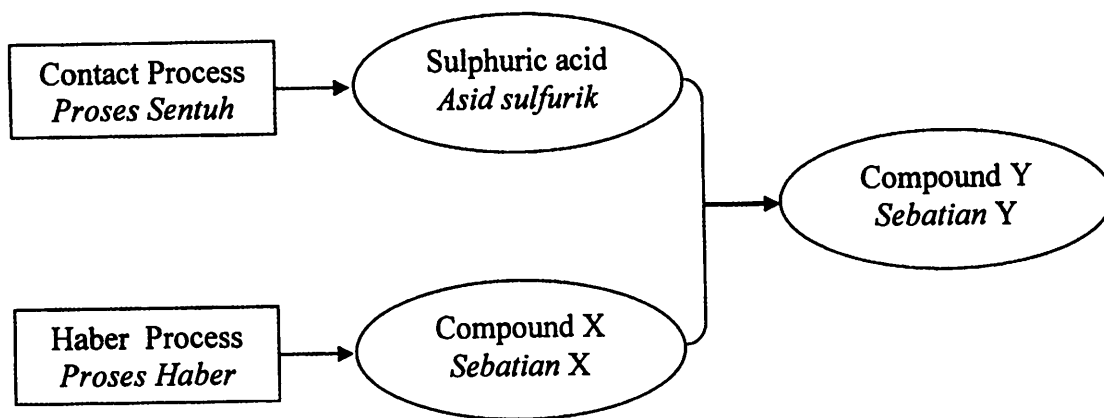 Contact Process
Proses Sentuh
Sulphuric acid
Asid sulfurik
Compound Y
Sebatian Y
Haber Process
Proses Haber
Compound X
Sebatian X